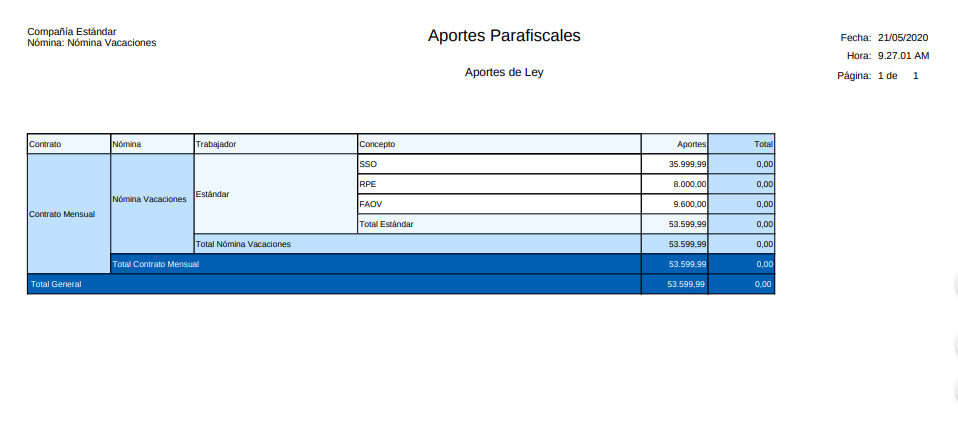 Compañía Estándar
Nómina: Nómina Vacaciones
Aportes Parafiscales
Aportes de Ley
Fecha: 21/05/2020
Hora: 9.27.01 AM
Página: 1 de 1
Contrato Nómina Trabajador Concepto Aportes Total
Contrato Mensual Nómina Vacaciones Estándar SSO 35.999,99 0,00
RPE 8.000,00 0,00
FAOV 9.600,00 0,00
Total Estándar 53.599,99 0,00
Total Nómina Vacaciones 53.599,99 0,00
Total Contrato Mensual 53.599,99 0,00
Total General 53.599,99 0,00